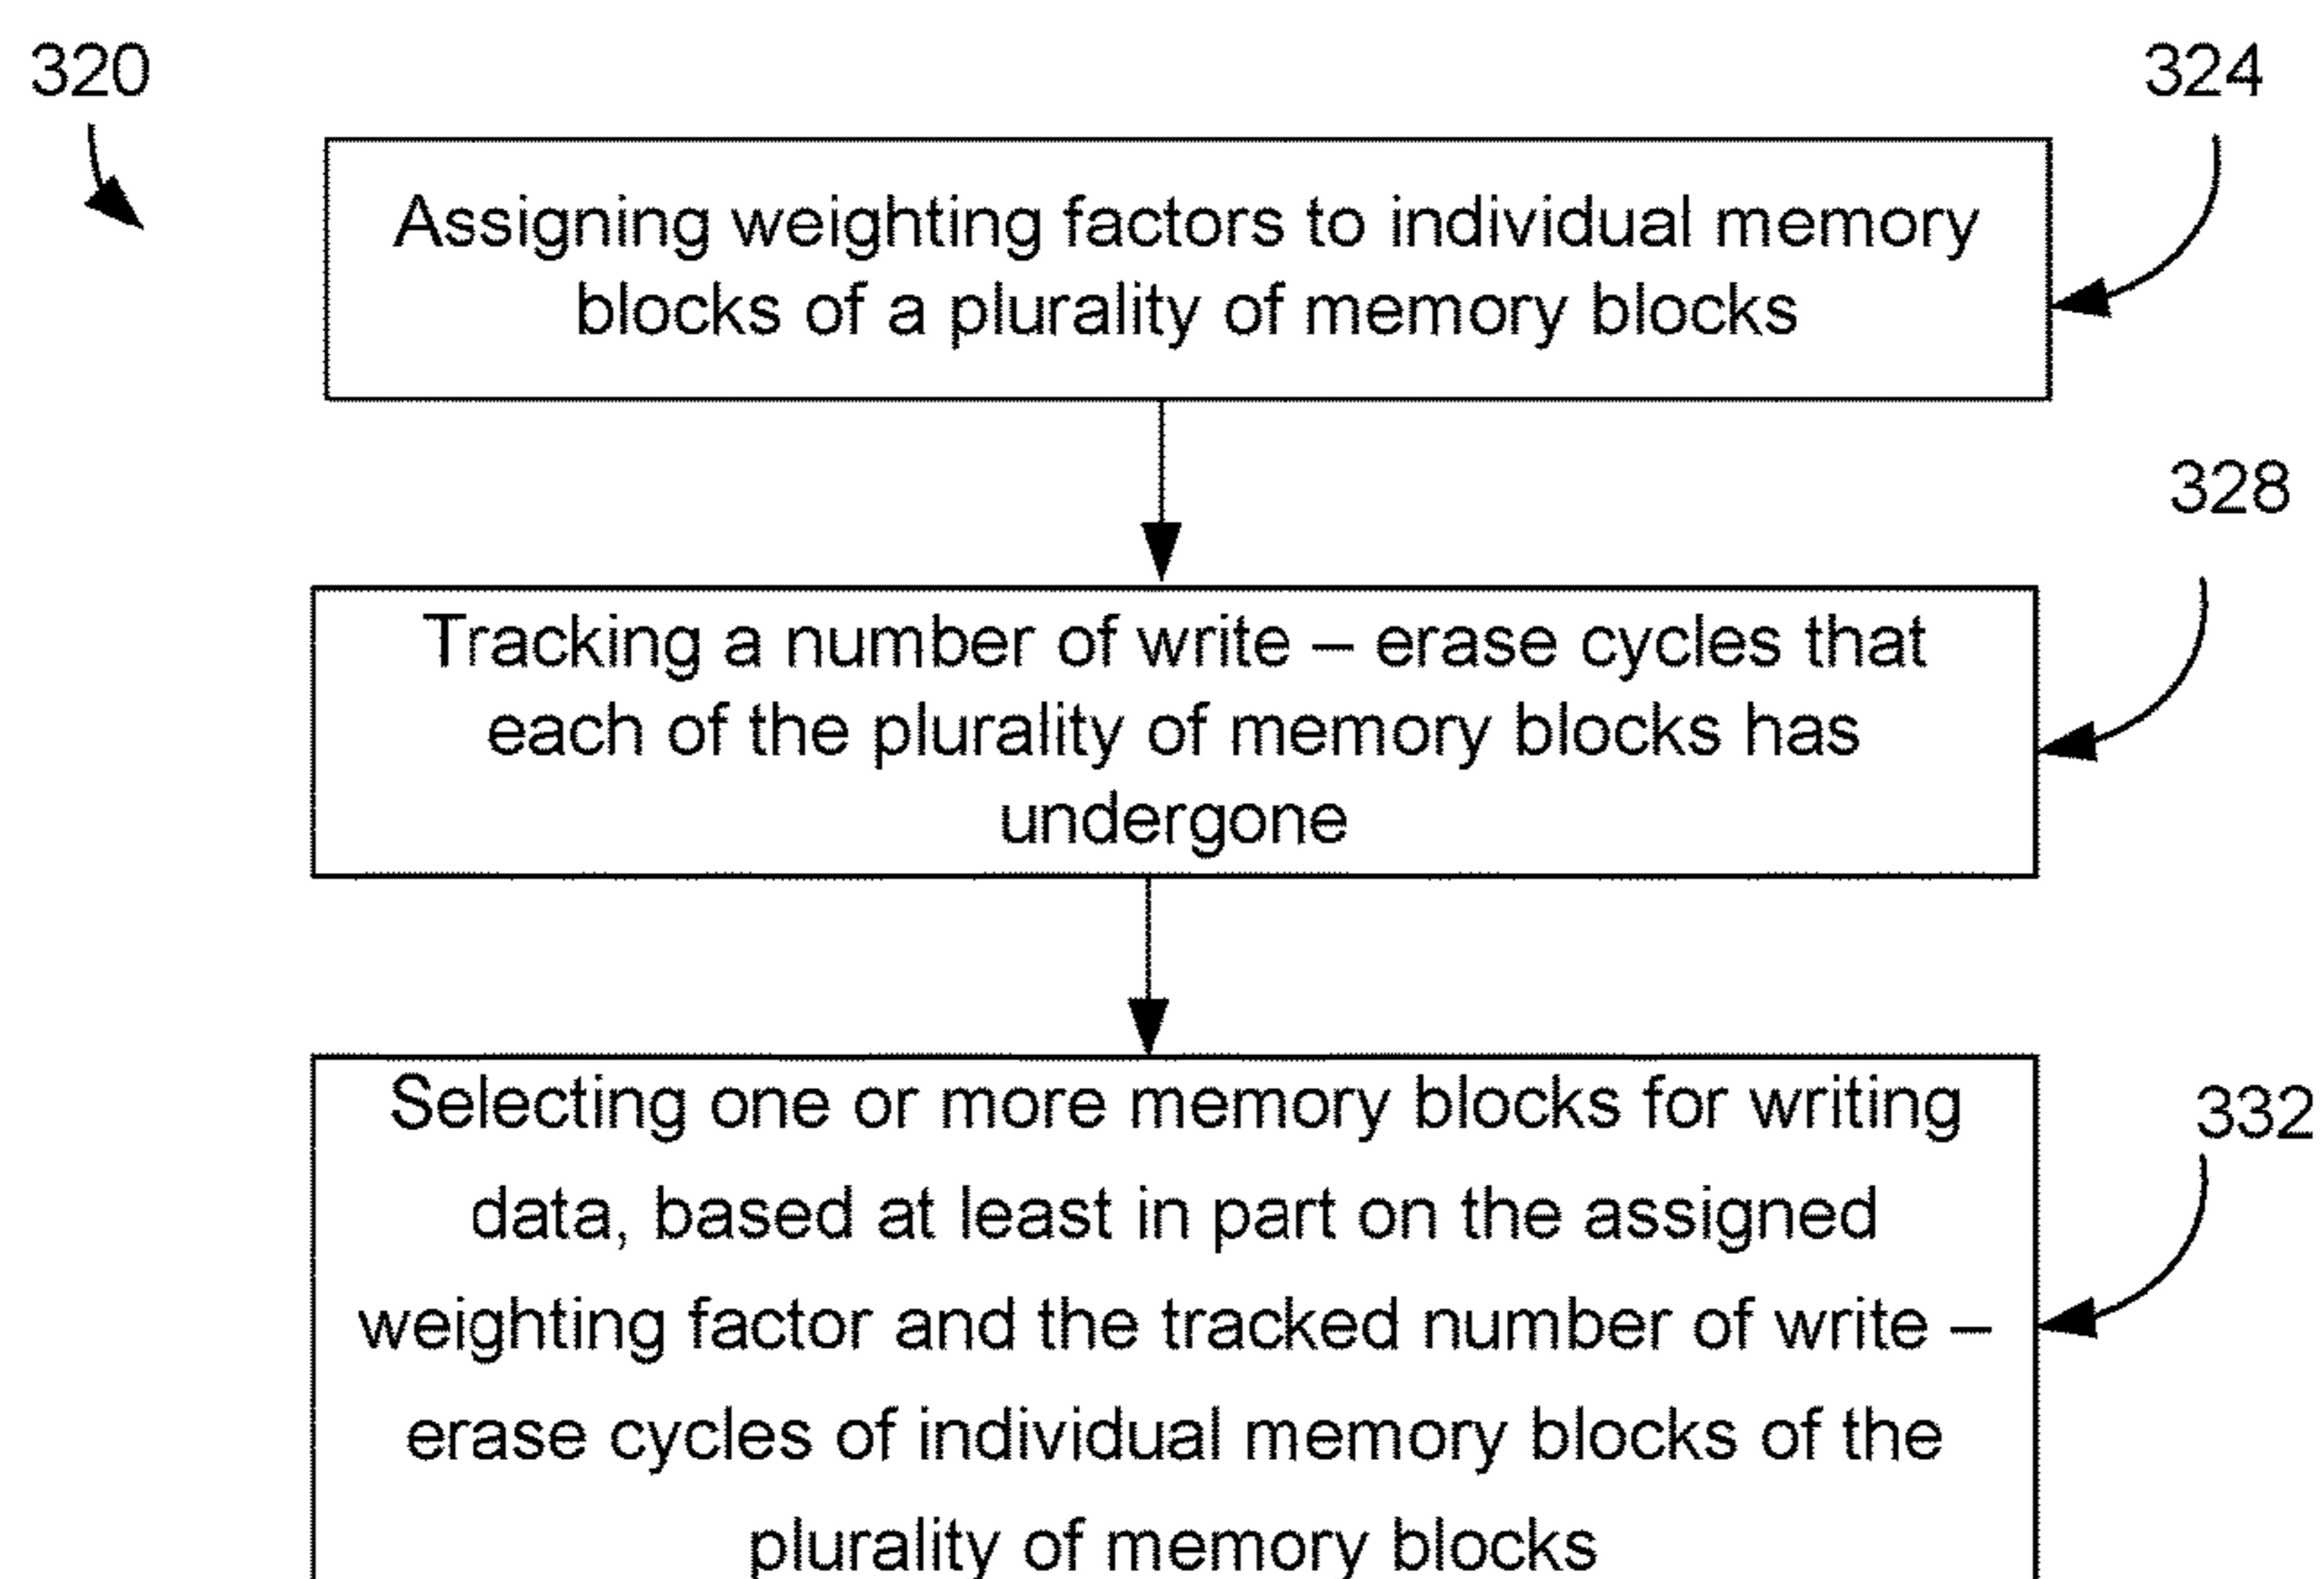 320
324
Assigning weighting factors to individual memory
blocks of a plurality of memory blocks
328
Tracking a number of write – erase cycles that
each of the plurality of memory blocks has
undergone
332
Selecting one or more memory blocks for writing
data, based at least in part on the assigned
weighting factor and the tracked number of write –
erase cycles of individual memory blocks of the
plurality of memory blocks